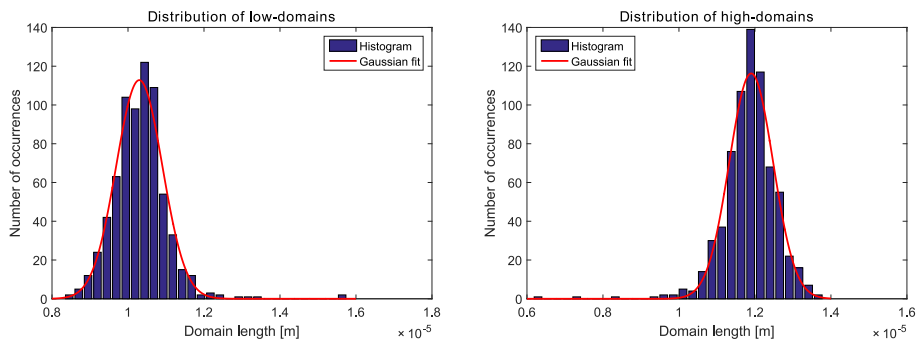 Distribution of low-domains
140
120
100
80
60
40
20
0
Number of occurrences
Histogram
Gaussian fit
0.8 1 1.2 1.4 1.6 1.8
Domain length [m]
× 10⁻⁵
Distribution of high-domains
140
120
100
80
60
40
20
0
Number of occurrences
Histogram
Gaussian fit
0.6 0.8 1 1.2 1.4 1.6
Domain length [m]
× 10⁻⁵